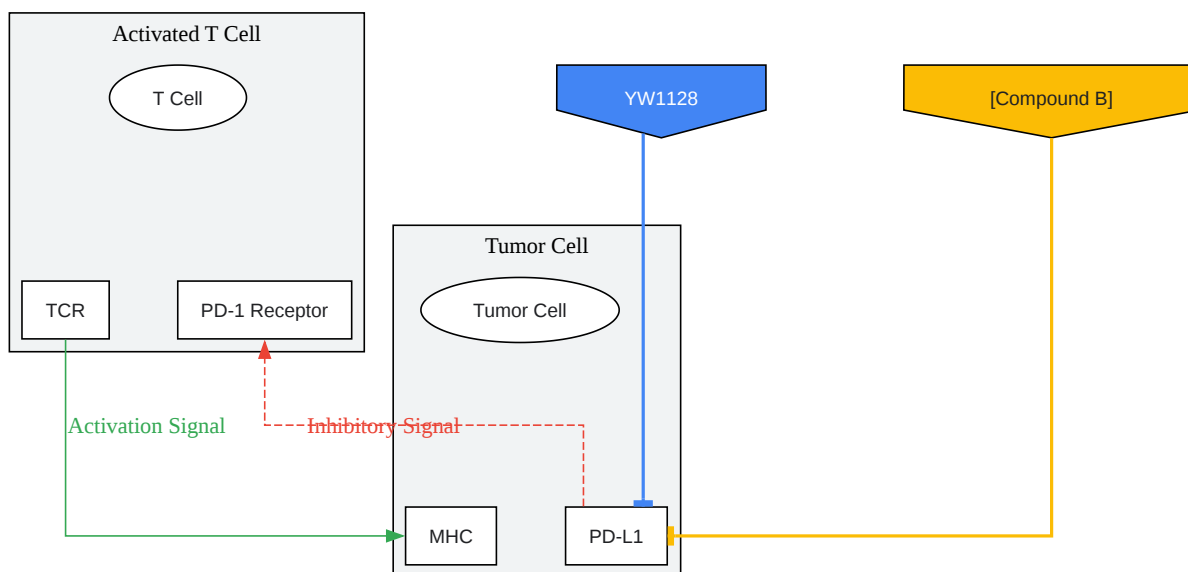 Activated T Cell
T Cell
YW1128
[Compound B]
Tumor Cell
Tumor Cell
TCR
PD-1 Receptor
Activation Signal
Inhibitory Signal
MHC
PD-L1